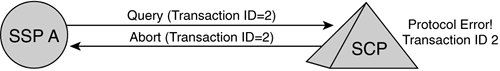 SSP A
Query (Transaction ID=2)
Abort (Transaction ID=2)
SCP
Protocol Error!
Transaction ID 2